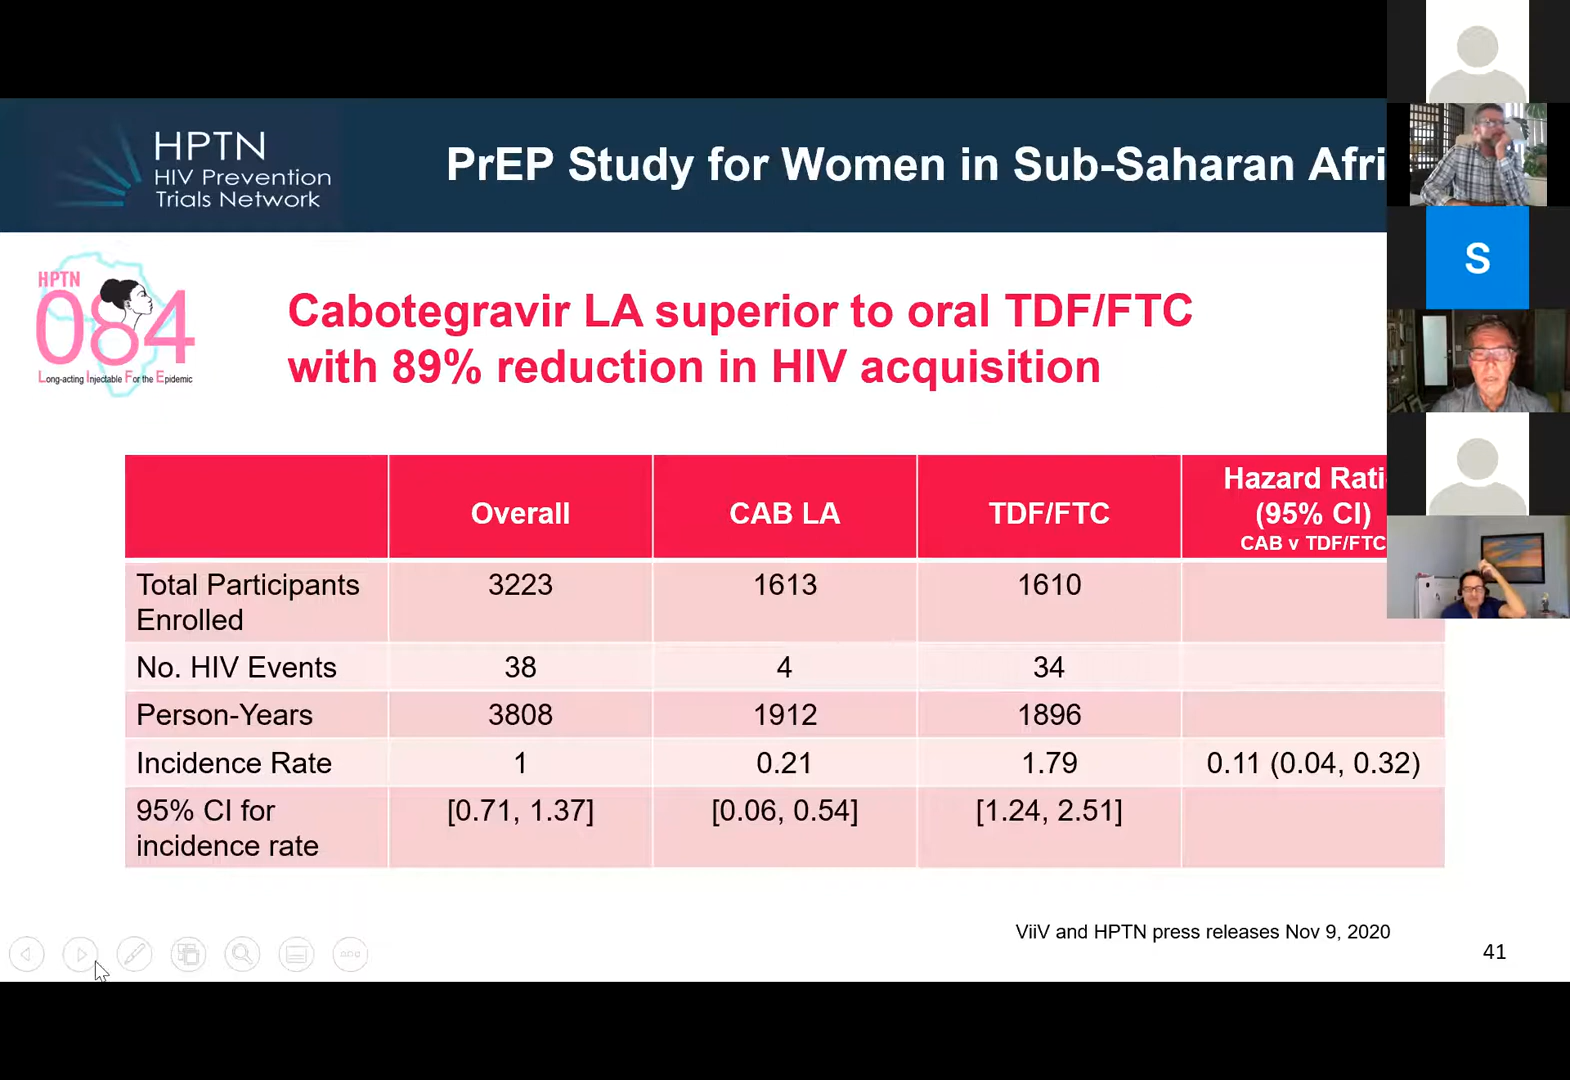 HPTN
HIV Prevention
Trials Network
PrEP Study for Women in Sub-Saharan Afri
S
HPTN
084
Long-acting Injectable For the Epidemic
Cabotegravir LA superior to oral TDF/FTC
with 89% reduction in HIV acquisition
Overall
CAB LA
TDF/FTC
Hazard Rati
(95% CI)
CAB v TDF/FTC
Total Participants
Enrolled
3223
1613
1610
No. HIV Events
38
4
34
Person-Years
3808
1912
1896
Incidence Rate
1
0.21
1.79
0.11 (0.04, 0.32)
95% CI for
incidence rate
[0.71, 1.37]
[0.06, 0.54]
[1.24, 2.51]
ViiV and HPTN press releases Nov 9, 2020
41